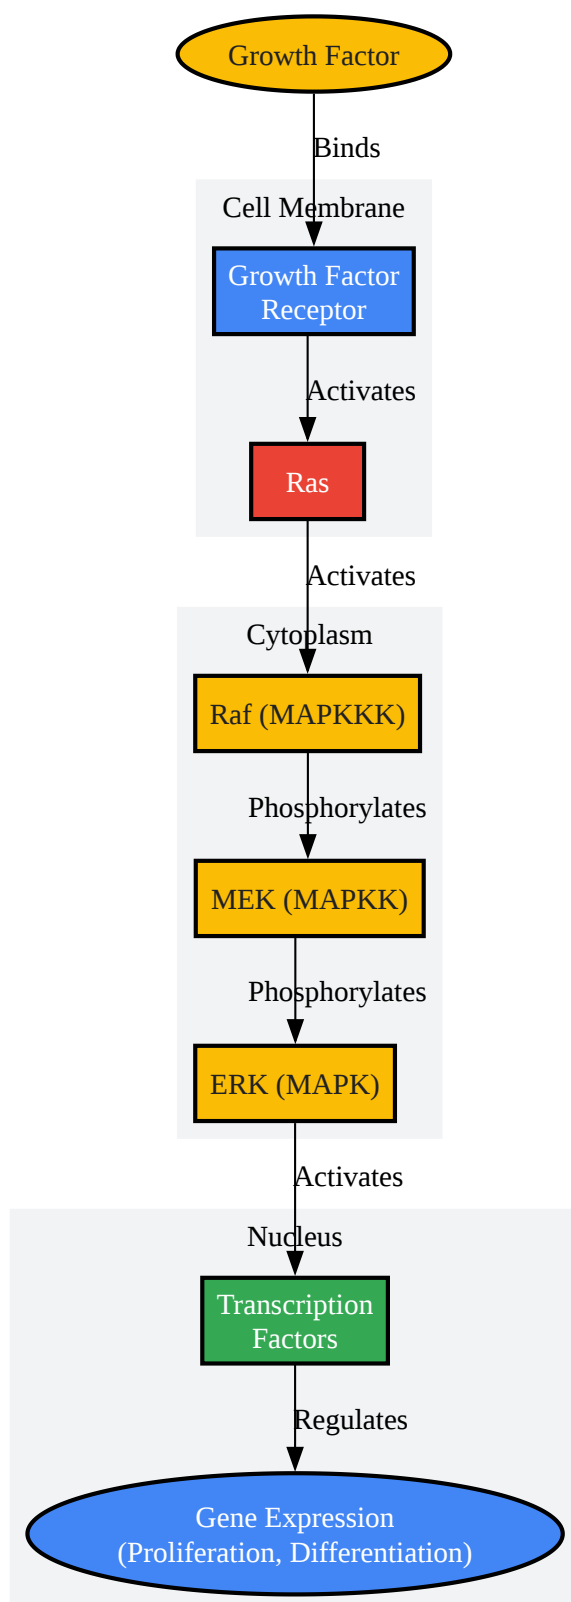 Growth Factor
Binds
Cell Membrane
Growth Factor
Receptor
Activates
Ras
Activates
Cytoplasm
Raf (MAPKKK)
Phosphorylates
MEK (MAPKK)
Phosphorylates
ERK (MAPK)
Activates
Nucleus
Transcription
Factors
Regulates
Gene Expression
(Proliferation, Differentiation)